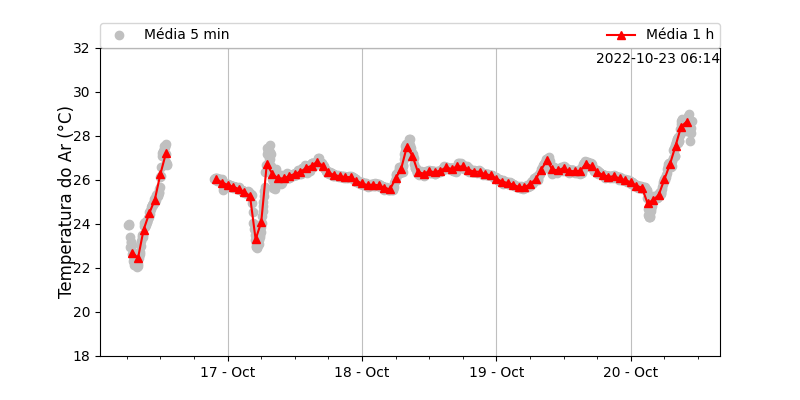 Média 5 min
Média 1 h
2022-10-23 06:14
Temperatura do Ar (°C)
32
30
28
26
24
22
20
18
17 - Oct
18 - Oct
19 - Oct
20 - Oct